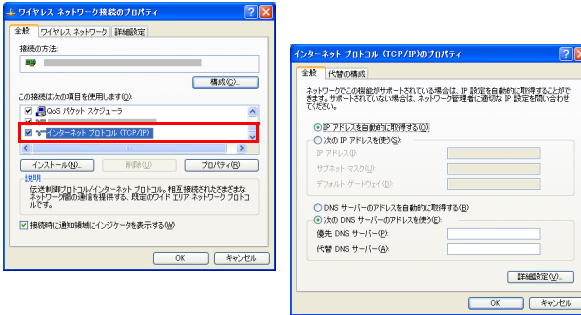 ワイヤレス ネットワーク接続のプロパティ
全般 ワイヤレス ネットワーク 詳細設定
接続の方法:
構成(C)...
この接続は次の項目を使用します(O):
QoS パケット スケジューラ
インターネット プロトコル (TCP/IP)
インストール(N)... 削除(U) プロパティ(R)
説明
伝送制御プロトコル/インターネット プロトコル。相互接続されたさまざまな
ネットワーク間の通信を提供する、既定のワイド エリア ネットワーク プロトコ
ルです。
接続時に通知領域にインジケータを表示する(W)
OK キャンセル
インターネット プロトコル (TCP/IP)のプロパティ
全般 代替の構成
ネットワークでこの機能がサポートされている場合は、IP 設定を自動的に取得することがで
きます。サポートされていない場合は、ネットワーク管理者に適切な IP 設定を問い合わせ
てください。
IP アドレスを自動的に取得する(O)
次の IP アドレスを使う(S):
IP アドレス(I):
サブネット マスク(U):
デフォルト ゲートウェイ(D):
DNS サーバーのアドレスを自動的に取得する(B)
次の DNS サーバーのアドレスを使う(E):
優先 DNS サーバー(P):
代替 DNS サーバー(A):
詳細設定(V)...
OK キャンセル